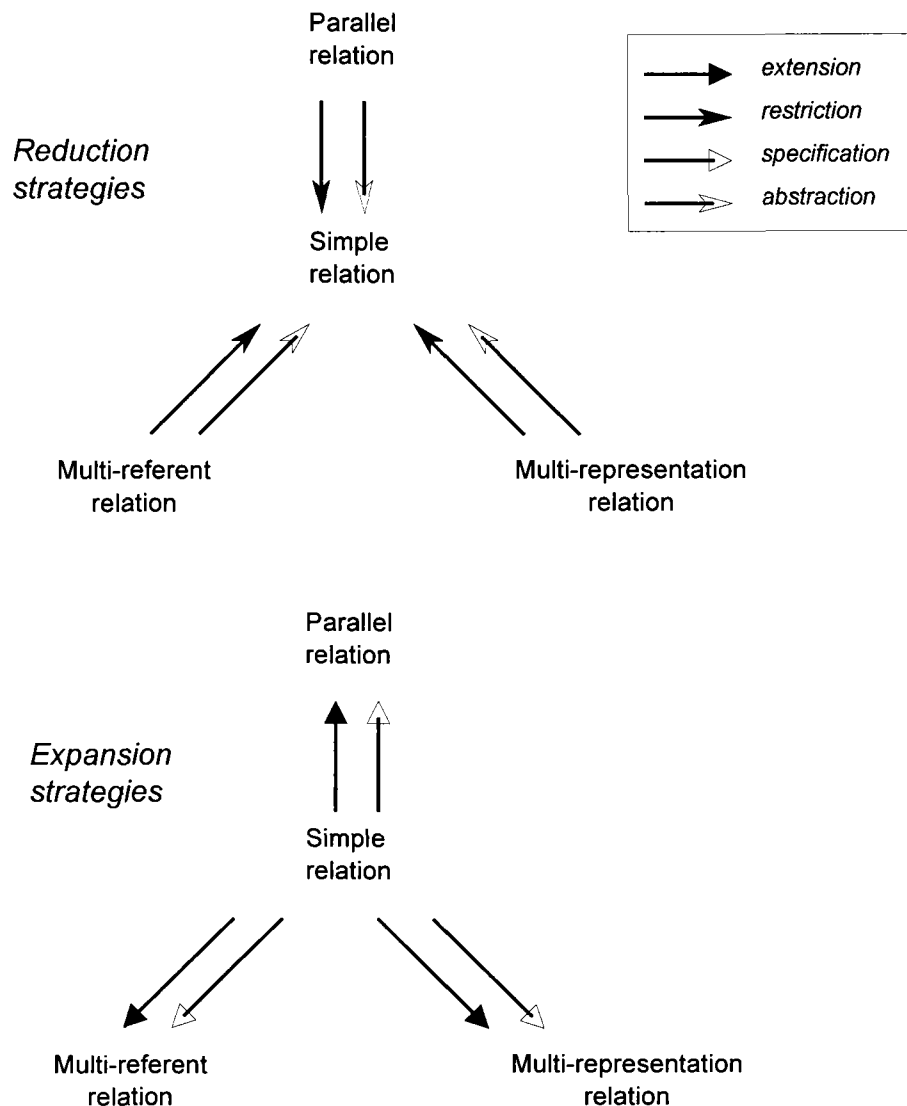 Parallel
relation
extension
restriction
specification
abstraction
Reduction
strategies
Simple
relation
Multi-referent
relation
Multi-representation
relation
Parallel
relation
Expansion
strategies
Simple
relation
Multi-referent
relation
Multi-representation
relation